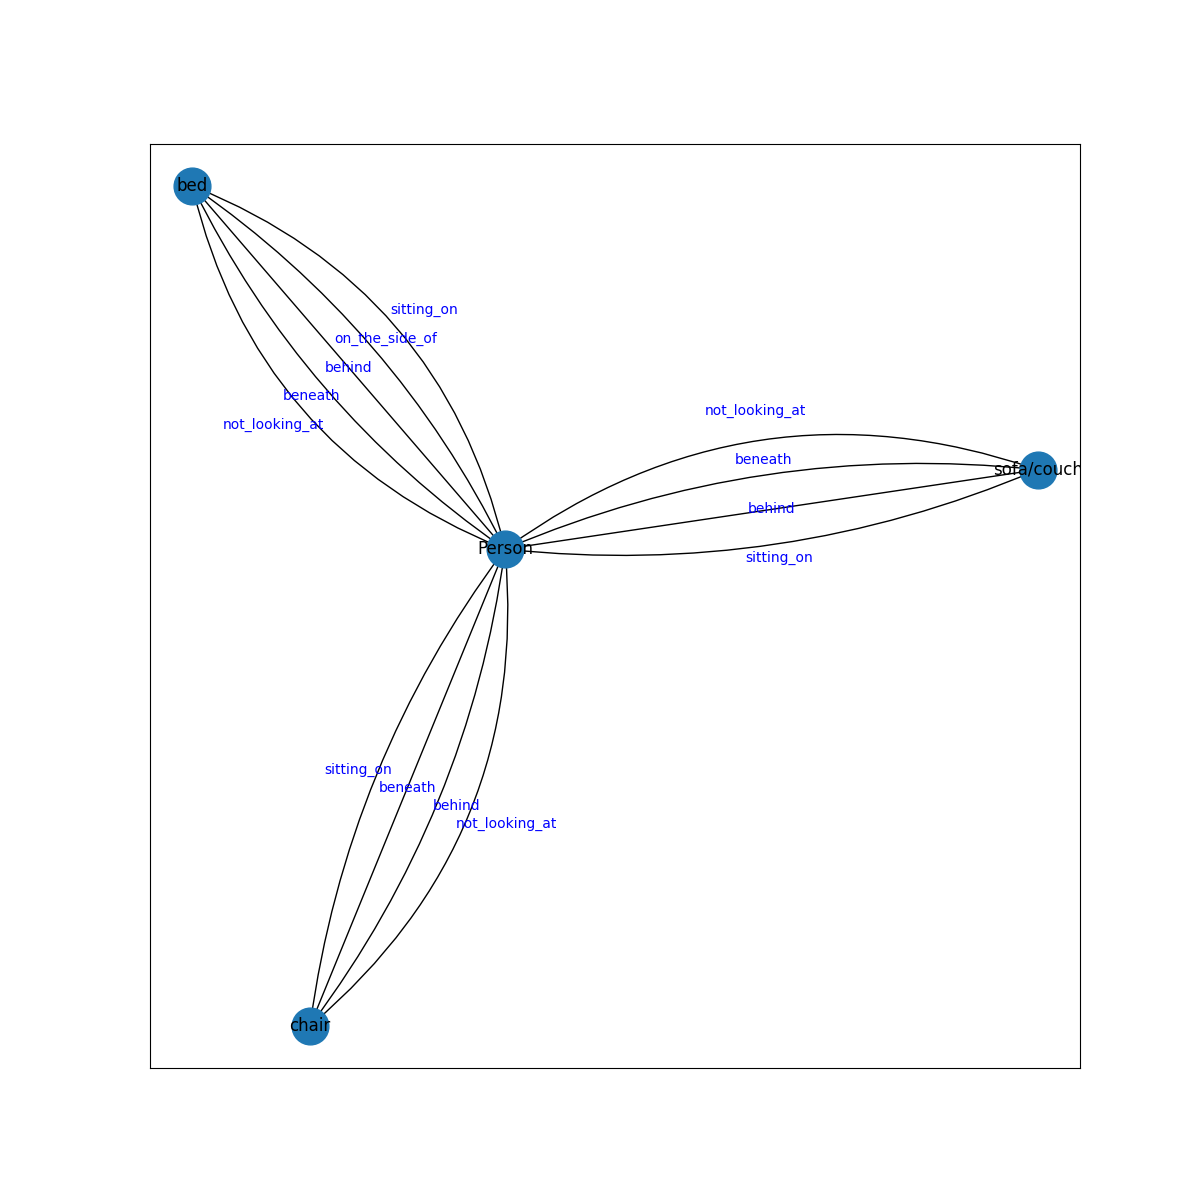 bed
sitting_on
on_the_side_of
behind
beneath
not_looking_at
not_looking_at
beneath
sofa/couch
behind
Person
sitting_on
sitting_on
beneath
behind
not_looking_at
chair